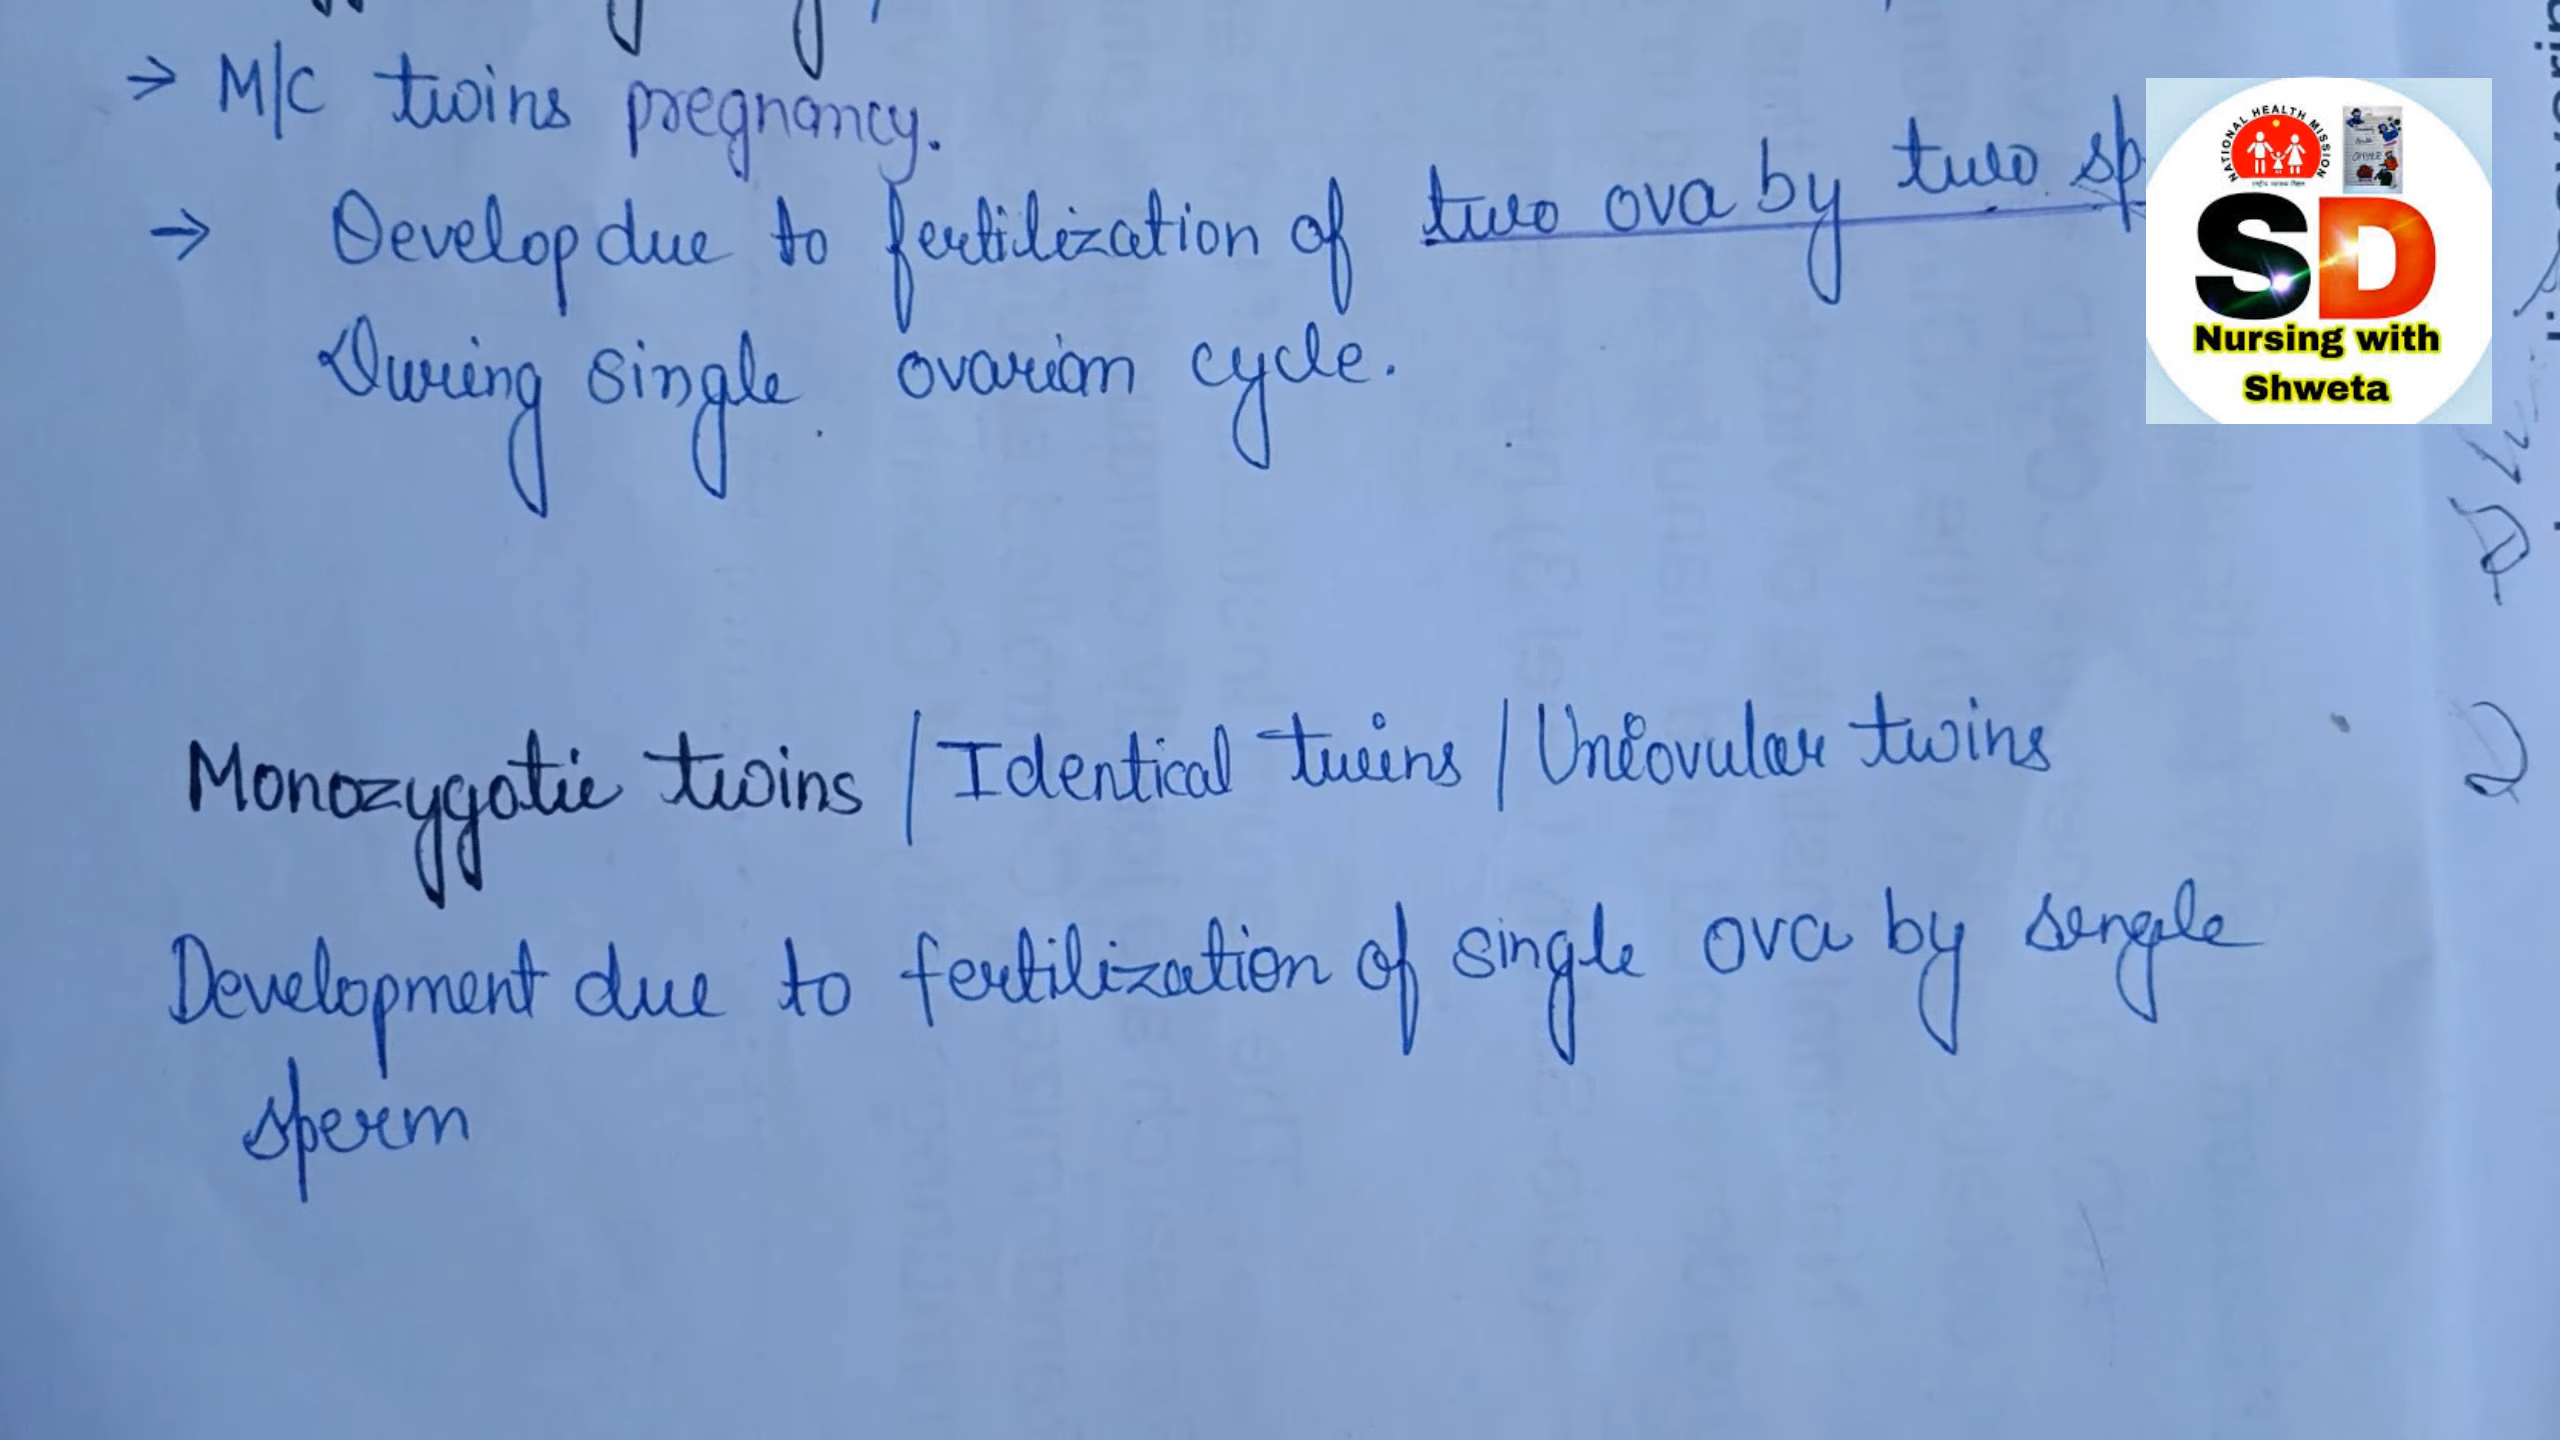 → M/C twins pregnancy.
→ Develop due to fertilization of two ova by two sp
During single ovarian cycle.
Monozygotic twins / Identical twins / Uniovular twins
Development due to fertilization of single ova by single
sperm
NATIONAL HEALTH MISSION
SD
Nursing with
Shweta